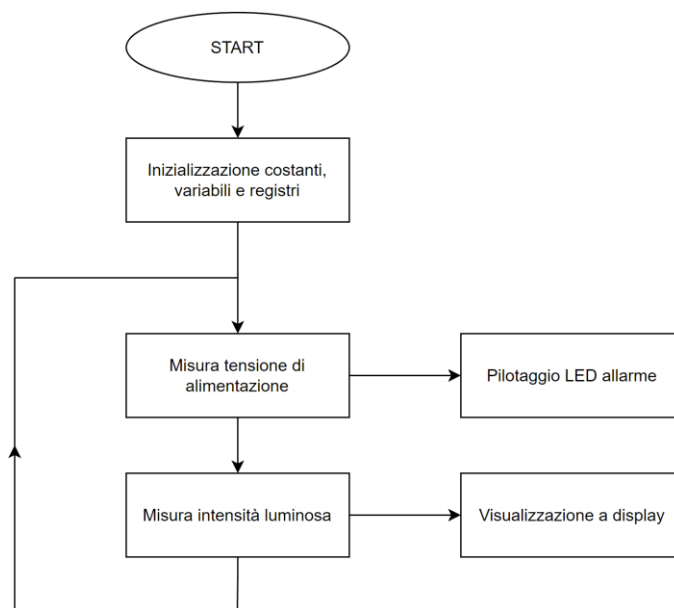 START
Inizializzazione costanti,
variabili e registri
Misura tensione di
alimentazione
Pilotaggio LED allarme
Misura intensità luminosa
Visualizzazione a display